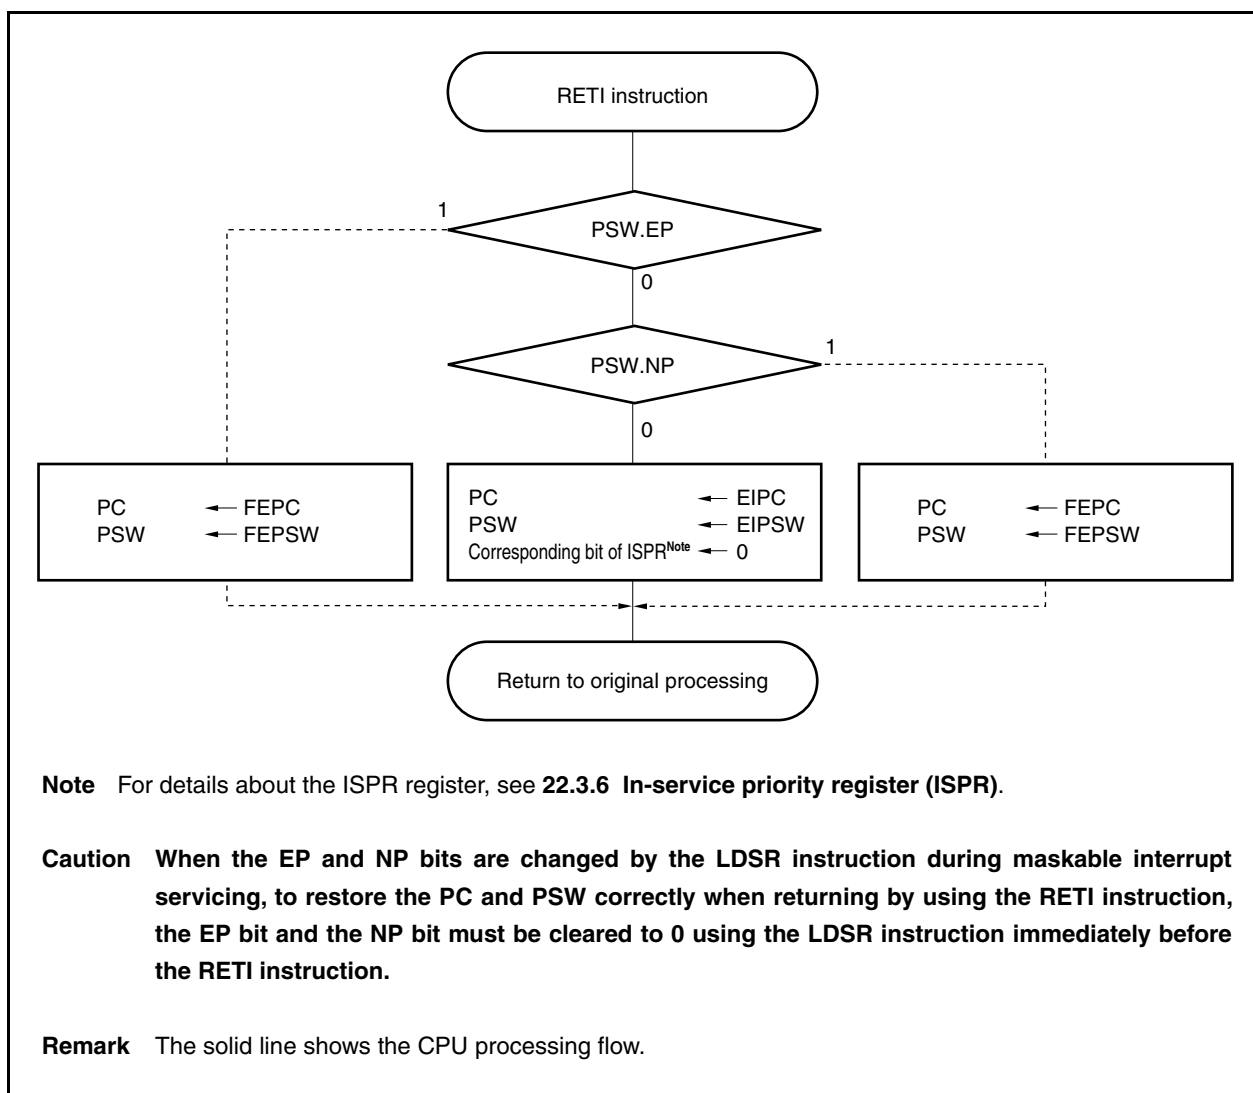 RETI instruction
1
PSW.EP
0
PSW.NP
1
0
PC ← FEPC
PSW ← FEPSW
PC ← EIPC
PSW ← EIPSW
Corresponding bit of ISPRNote ← 0
PC ← FEPC
PSW ← FEPSW
Return to original processing
Note For details about the ISPR register, see 22.3.6 In-service priority register (ISPR).
Caution When the EP and NP bits are changed by the LDSR instruction during maskable interrupt
servicing, to restore the PC and PSW correctly when returning by using the RETI instruction,
the EP bit and the NP bit must be cleared to 0 using the LDSR instruction immediately before
the RETI instruction.
Remark The solid line shows the CPU processing flow.